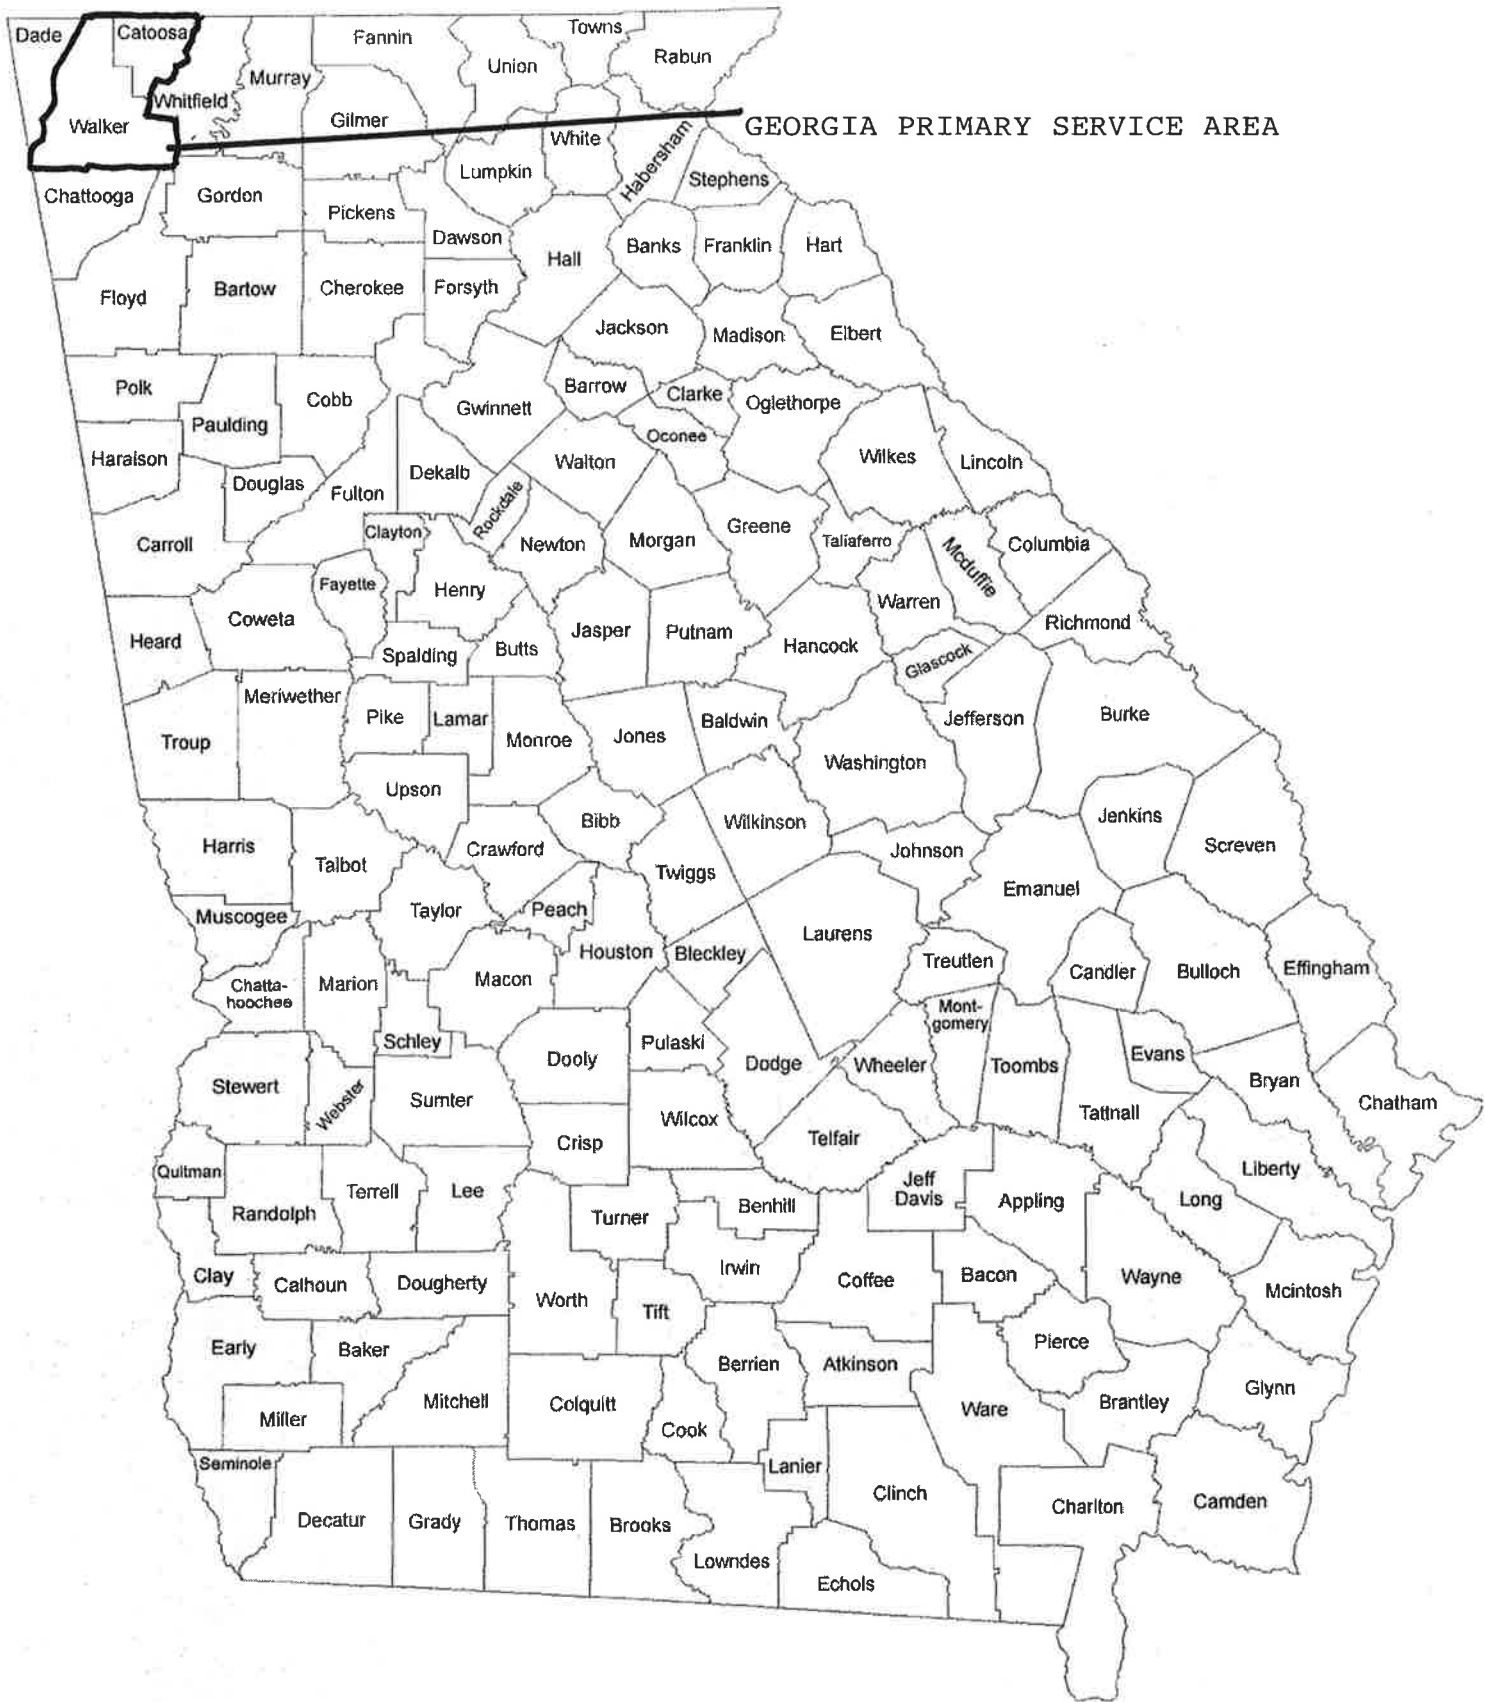 Dade
Catoosa
Fannin
Towns
Union
Rabun
Murray
Whitfield
Walker
Gilmer
White
GEORGIA PRIMARY SERVICE AREA
Habersham
Lumpkin
Stephens
Chattooga
Gordon
Pickens
Dawson
Hall
Banks
Franklin
Hart
Floyd
Bartow
Cherokee
Forsyth
Jackson
Madison
Elbert
Polk
Paulding
Cobb
Gwinnett
Barrow
Clarke
Oglethorpe
Oconee
Haralson
Douglas
Fulton
Dekalb
Rockdale
Walton
Wilkes
Lincoln
Carroll
Clayton
Newton
Morgan
Greene
Taliaferro
Mcduffie
Columbia
Fayette
Henry
Coweta
Heard
Spalding
Butts
Jasper
Putnam
Hancock
Warren
Glascock
Richmond
Troup
Meriwether
Pike
Lamar
Monroe
Jones
Baldwin
Washington
Jefferson
Burke
Upson
Bibb
Wilkinson
Jenkins
Screven
Harris
Talbot
Crawford
Twiggs
Johnson
Emanuel
Muscogee
Taylor
Peach
Houston
Bleckley
Laurens
Treutlen
Candler
Bulloch
Effingham
Chatta-
hoochee
Marion
Macon
Schley
Dooly
Pulaski
Dodge
Wheeler
Mont-
gomery
Toombs
Evans
Bryan
Chatham
Stewert
Webster
Sumter
Crisp
Wilcox
Telfair
Tattnall
Liberty
Quitman
Randolph
Terrell
Lee
Turner
Benhill
Jeff
Davis
Appling
Long
Clay
Calhoun
Dougherty
Worth
Tift
Irwin
Coffee
Bacon
Wayne
Mcintosh
Early
Baker
Miller
Mitchell
Colquitt
Cook
Berrien
Atkinson
Ware
Pierce
Brantley
Glynn
Seminole
Decatur
Grady
Thomas
Brooks
Lowndes
Lanier
Clinch
Echols
Charlton
Camden